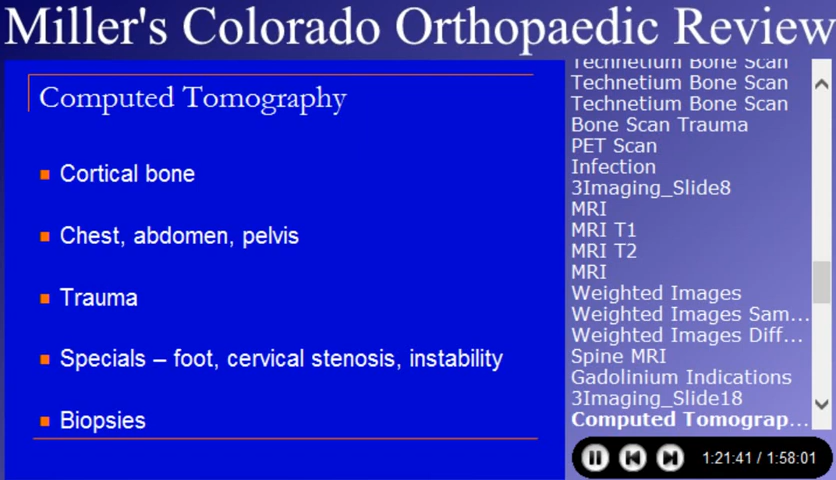 Miller's Colorado Orthopaedic Review
Computed Tomography
Cortical bone
Chest, abdomen, pelvis
Trauma
Specials – foot, cervical stenosis, instability
Biopsies
Technetium Bone Scan
Technetium Bone Scan
Technetium Bone Scan
Bone Scan Trauma
PET Scan
Infection
3Imaging_Slide8
MRI
MRI T1
MRI T2
MRI
Weighted Images
Weighted Images Sam...
Weighted Images Diff...
Spine MRI
Gadolinium Indications
3Imaging_Slide18
Computed Tomograp...
1:21:41 / 1:58:01